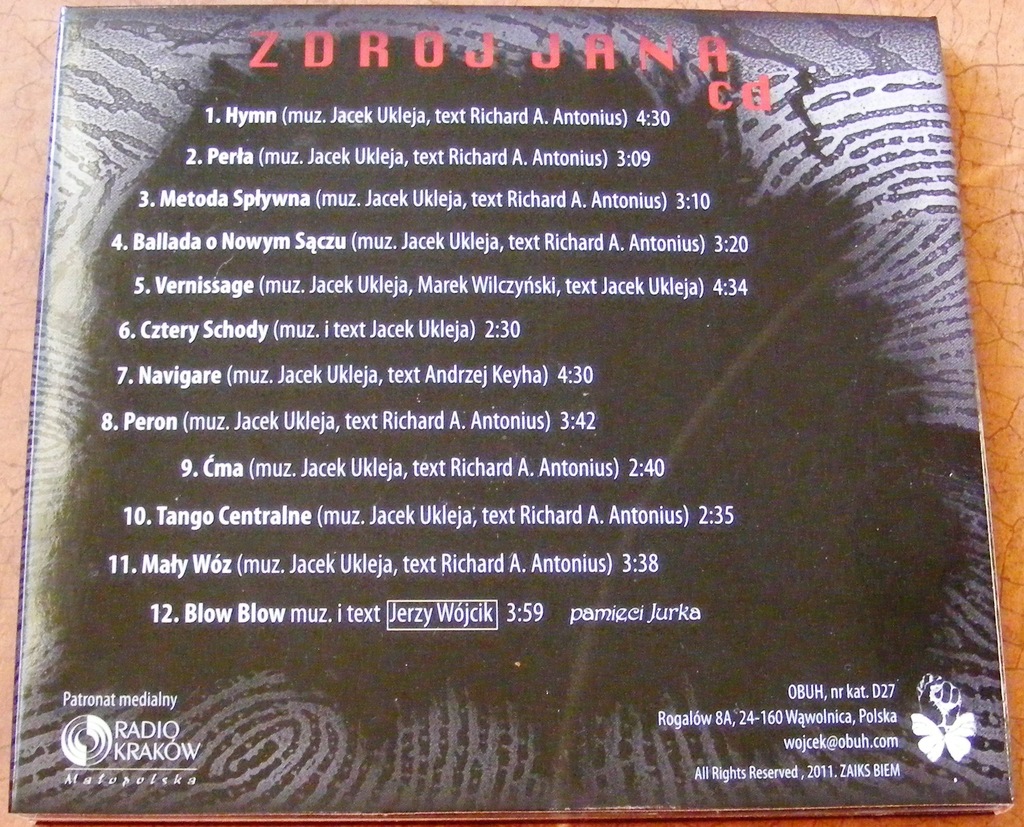 ZDROJ JANA
cd
1. Hymn (muz. Jacek Ukleja, text Richard A. Antonius) 4:30
2. Perła (muz. Jacek Ukleja, text Richard A. Antonius) 3:09
3. Metoda Spływna (muz. Jacek Ukleja, text Richard A. Antonius) 3:10
4. Ballada o Nowym Sączu (muz. Jacek Ukleja, text Richard A. Antonius) 3:20
5. Vernissage (muz. Jacek Ukleja, Marek Wilczyński, text Jacek Ukleja) 4:34
6. Cztery Schody (muz. i text Jacek Ukleja) 2:30
7. Navigare (muz. Jacek Ukleja, text Andrzej Keyha) 4:30
8. Peron (muz. Jacek Ukleja, text Richard A. Antonius) 3:42
9. Ćma (muz. Jacek Ukleja, text Richard A. Antonius) 2:40
10. Tango Centralne (muz. Jacek Ukleja, text Richard A. Antonius) 2:35
11. Mały Wóz (muz. Jacek Ukleja, text Richard A. Antonius) 3:38
12. Blow Blow muz. i text Jerzy Wójcik 3:59 pamięci Jurka
Patronat medialny
RADIO
KRAKÓW
Małopolska
OBUH, nr kat. D27
Rogalów 8A, 24-160 Wąwolnica, Polska
wojcek@obuh.com
All Rights Reserved , 2011. ZAIKS BIEM